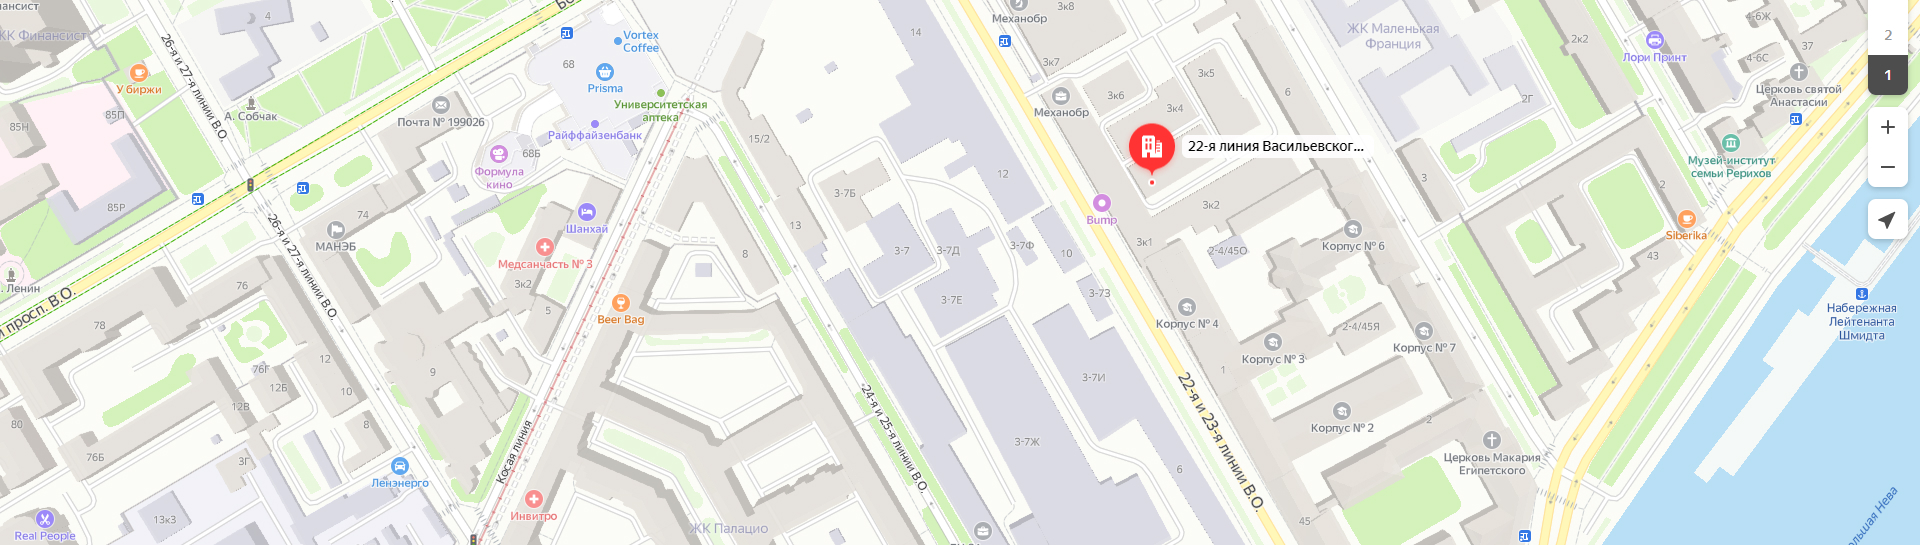 нансист
ЖК Финансист
У биржи
85Н
85П
85Р
26-я и 27-я линии В.О.
А. Собчак
Почта № 199026
Vortex
Coffee
68
Prisma
Университетская
аптека
Райффайзенбанк
68Б
Формула
кино
Шанхай
Медсанчасть № 3
3к2
МАНЭБ
74
26-я и 27-я линии В.О.
. Ленин
й просп. В.О.
76
78
76Г
12
12Б
10
12В
8
80
76Б
3Г
Ленэнерго
Real People
13к3
9
5
Beer Bag
Косая линия
Инвитро
ЖК Палацио
8
13
15/2
14
3-7Б
3-7
3-7Д
3-7Е
3-7Ф
12
10
3-73
3-7И
3-7Ж
6
24-я и 25-я линии В.О.
22-я и 23-я линии В.О.
Механобр
3к8
3к7
Механобр
3к6
3к5
3к4
22-я линия Васильевског...
Bump
3к2
3к1
2-4/45О
6
ЖК Маленькая
Франция
2к2
2Г
3
Корпус № 6
Корпус № 4
Корпус № 3
2-4/45Я
Корпус № 7
1
Корпус № 2
2
Церковь Макария
Египетского
45
Лори Принт
4-6Ж
4-6С
37
Церковь святой
Анастасии
Музей-институт
семьи Рерихов
Siberika
43
Набережная
Лейтенанта
Шмидта
ольшая Нева
2
1